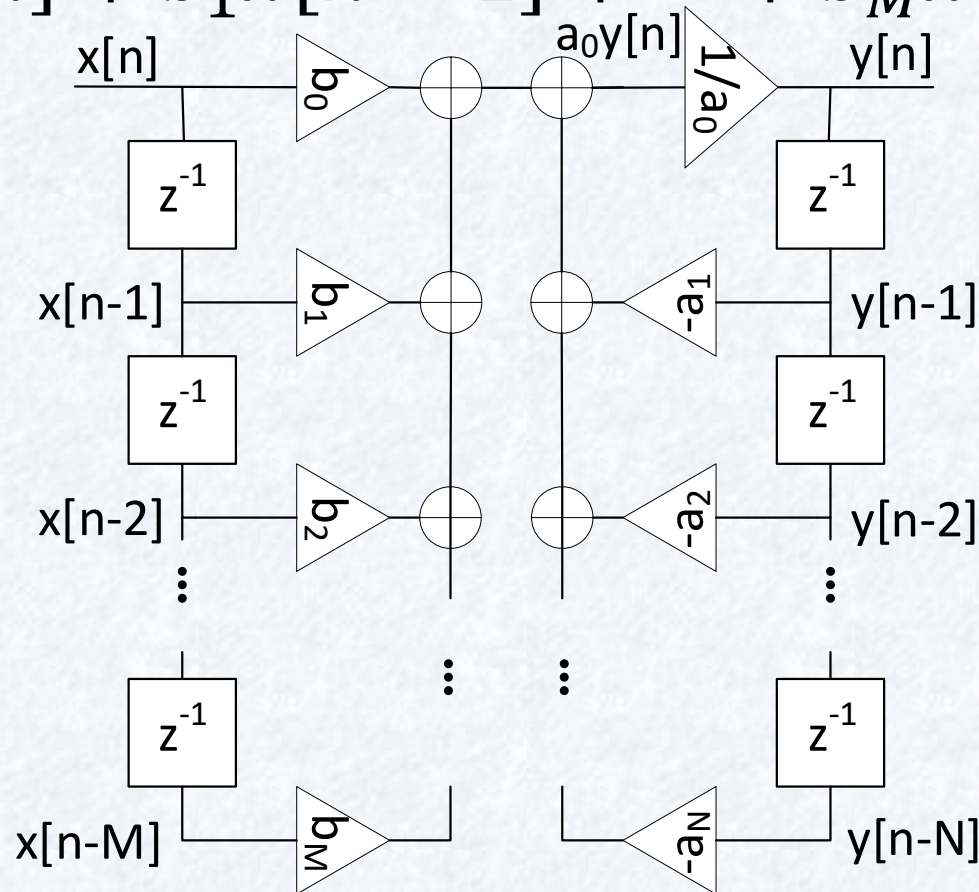 x[n] b₀ a₀y[n] 1/a₀ y[n]
z⁻¹ z⁻¹
x[n-1] b₁ -a₁ y[n-1]
z⁻¹ z⁻¹
x[n-2] b₂ -a₂ y[n-2]
⋮ ⋮
⋮ ⋮
z⁻¹ z⁻¹
x[n-M] b_M -a_N y[n-N]